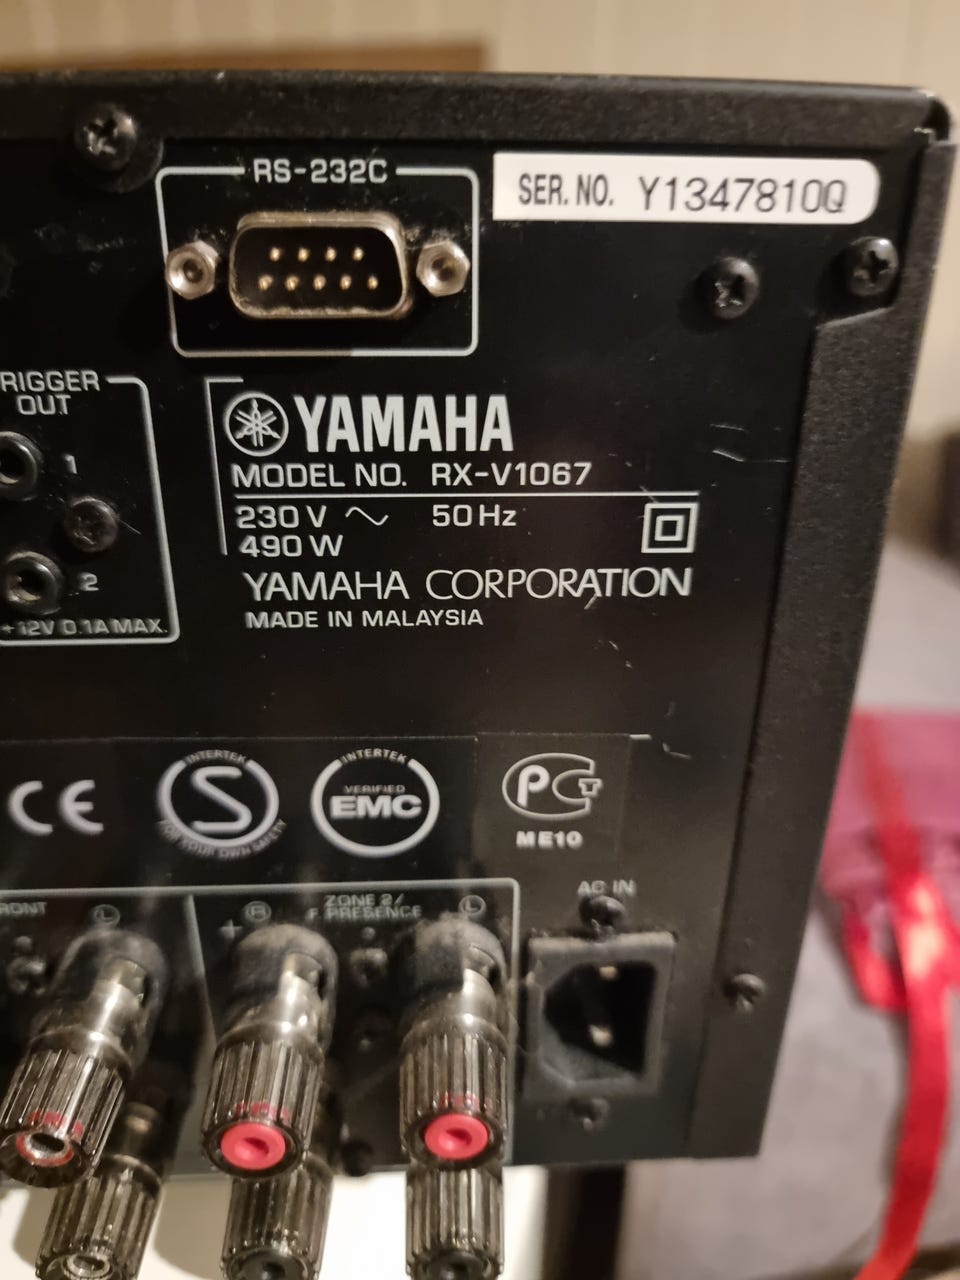 RS-232C
SER. NO. Y1347810Q
RIGGER
OUT
1
2
+12V 0.1A MAX.
YAMAHA
MODEL NO. RX-V1067
230 V ~ 50 Hz
490 W
YAMAHA CORPORATION
MADE IN MALAYSIA
CE
INTERTEK
S
FOR YOUR OWN SAFETY
INTERTEK
VERIFIED
EMC
PCT
ME10
AC IN
RONT
L
+
R
ZONE 2/
F. PRESENCE
L